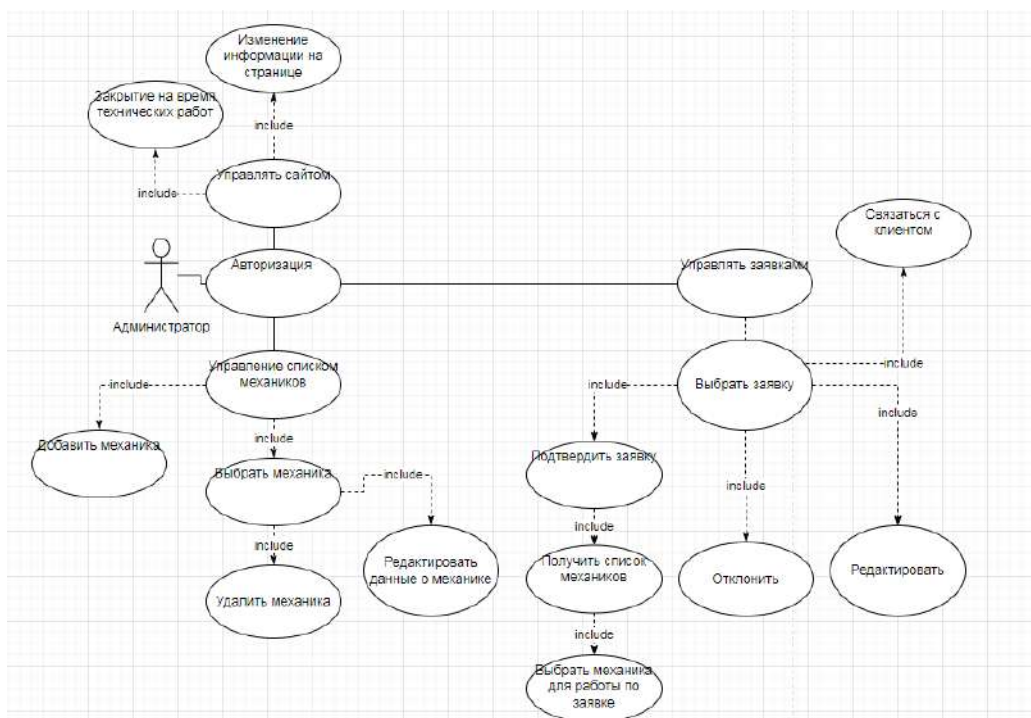 Изменение
информации на
странице
Закрытие на время
технических работ
include
Управлять сайтом
include
Связаться с
клиентом
Авторизация
Управлять заявками
Администратор
Управление списком
механиков
include
Выбрать заявку
include
include
include
Добавить механика
include
Выбрать механика
include
Подтвердить заявку
include
include
include
Редактировать
данные о механике
Получить список
механиков
Отклонить
Редактировать
Удалить механика
include
Выбрать механика
для работы по
заявке